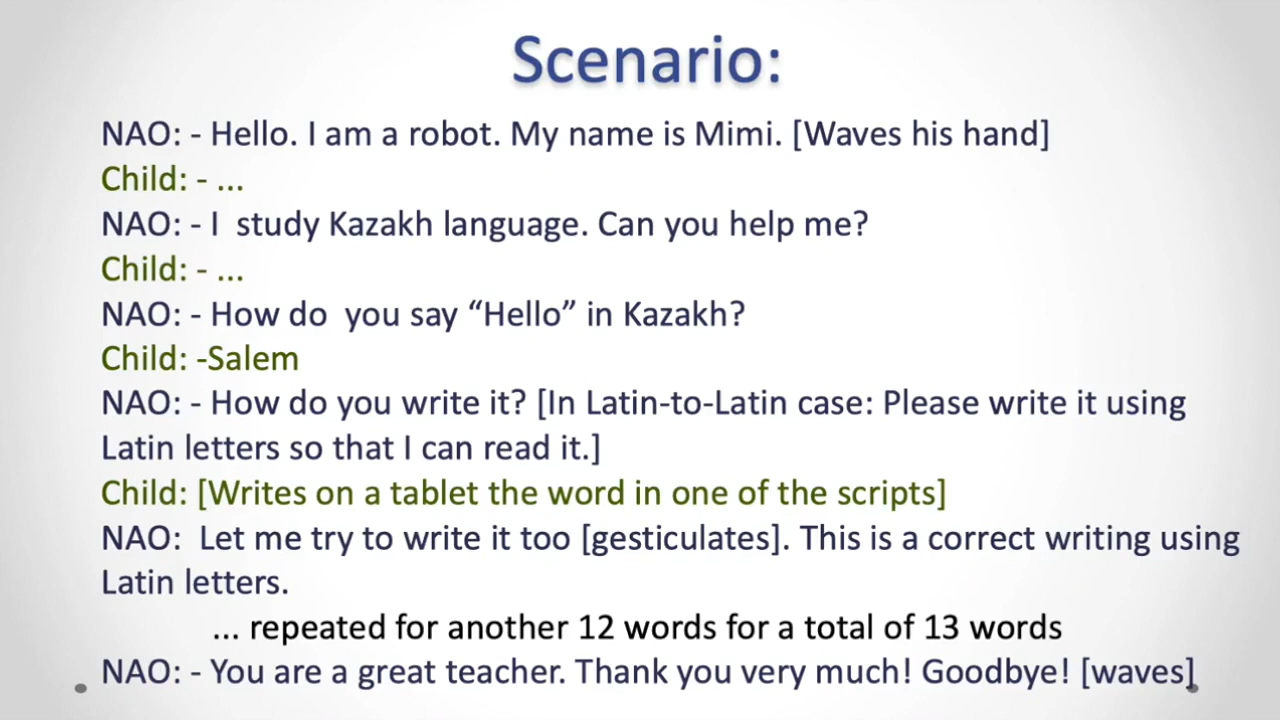 Scenario:
NAO: - Hello. I am a robot. My name is Mimi. [Waves his hand]
Child: - ...
NAO: - I  study Kazakh language. Can you help me?
Child: - ...
NAO: - How do  you say “Hello” in Kazakh?
Child: -Salem
NAO: - How do you write it? [In Latin-to-Latin case: Please write it using
Latin letters so that I can read it.]
Child: [Writes on a tablet the word in one of the scripts]
NAO:  Let me try to write it too [gesticulates]. This is a correct writing using
Latin letters.
... repeated for another 12 words for a total of 13 words
NAO: - You are a great teacher. Thank you very much! Goodbye! [waves]